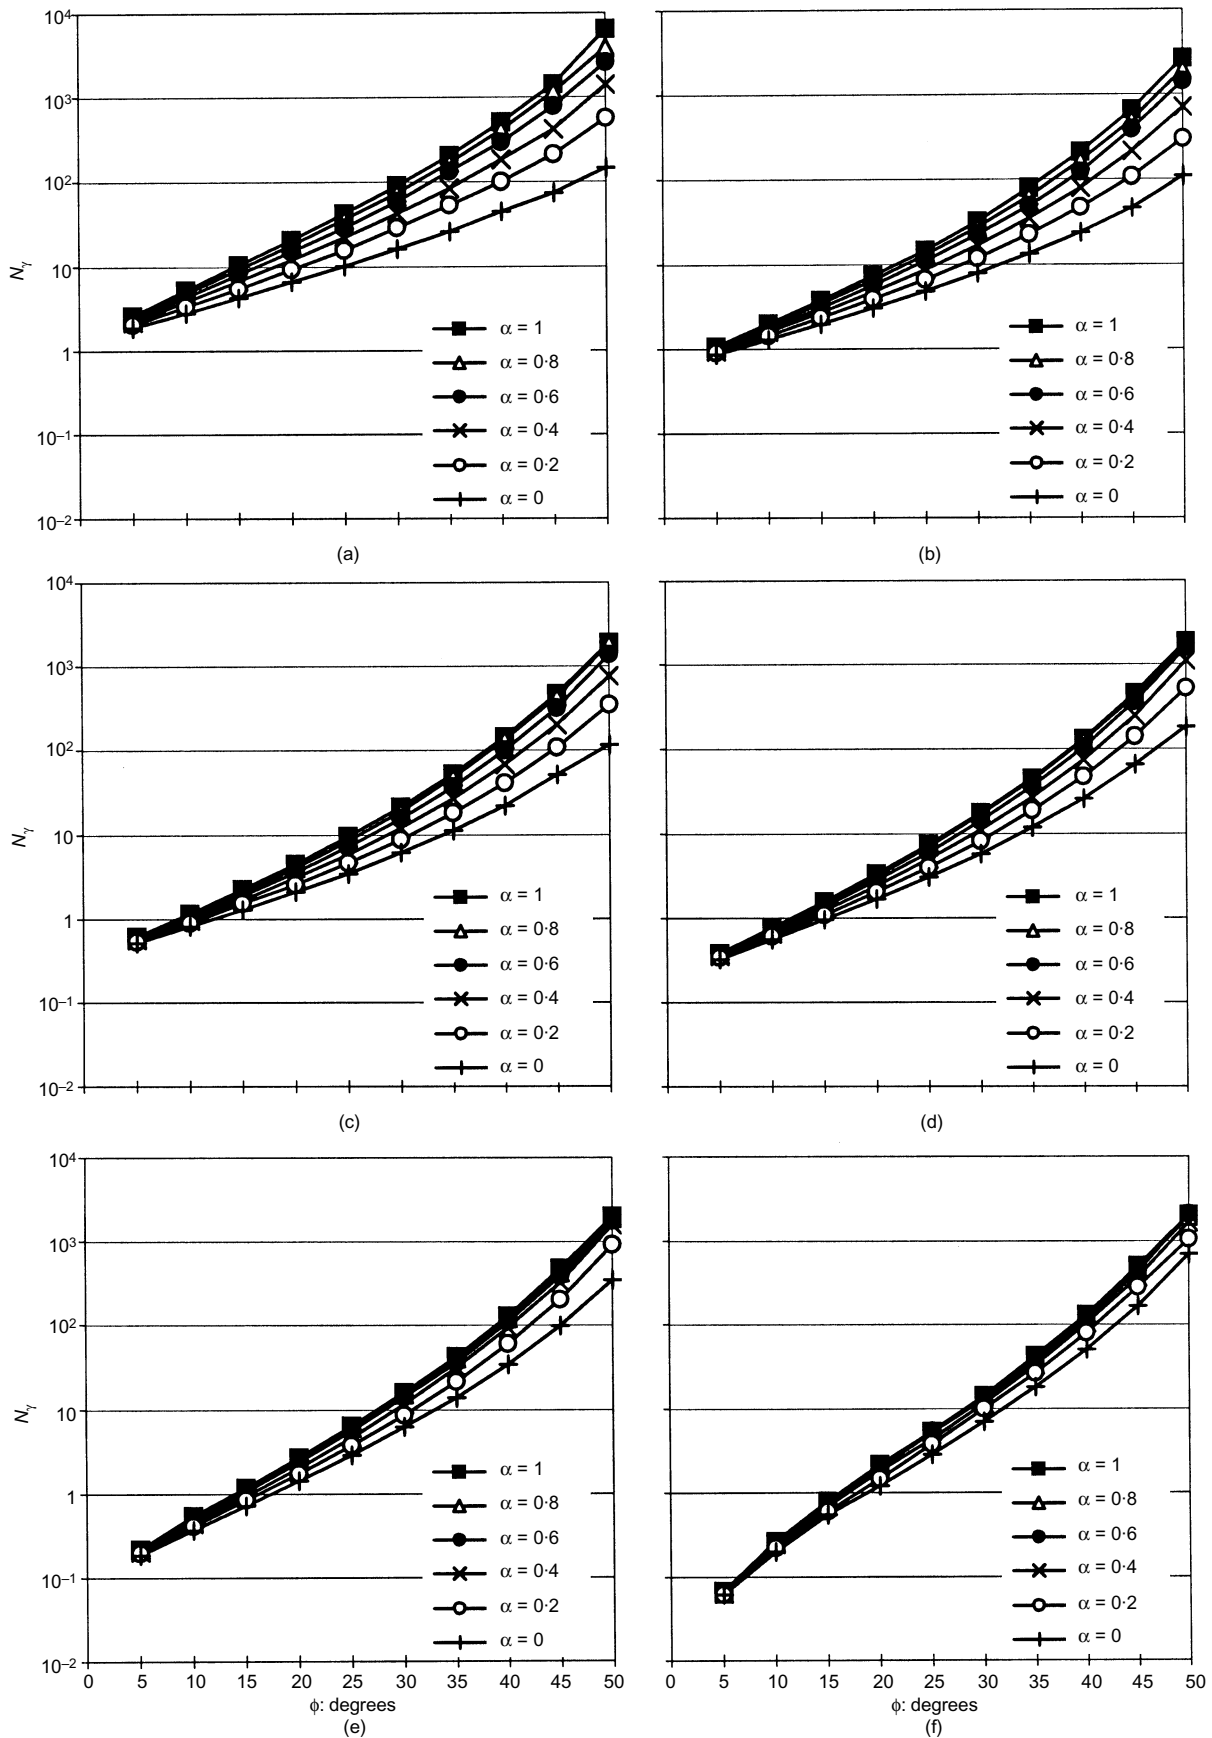 10⁴
10³
10²
10
1
10⁻¹
10⁻²
Nᵧ
α = 1
α = 0·8
α = 0·6
α = 0·4
α = 0·2
α = 0
(a)
α = 1
α = 0·8
α = 0·6
α = 0·4
α = 0·2
α = 0
(b)
10⁴
10³
10²
10
1
10⁻¹
10⁻²
Nᵧ
α = 1
α = 0·8
α = 0·6
α = 0·4
α = 0·2
α = 0
(c)
α = 1
α = 0·8
α = 0·6
α = 0·4
α = 0·2
α = 0
(d)
10⁴
10³
10²
10
1
10⁻¹
10⁻²
Nᵧ
α = 1
α = 0·8
α = 0·6
α = 0·4
α = 0·2
α = 0
0 5 10 15 20 25 30 35 40 45 50
ϕ: degrees
(e)
α = 1
α = 0·8
α = 0·6
α = 0·4
α = 0·2
α = 0
0 5 10 15 20 25 30 35 40 45 50
ϕ: degrees
(f)